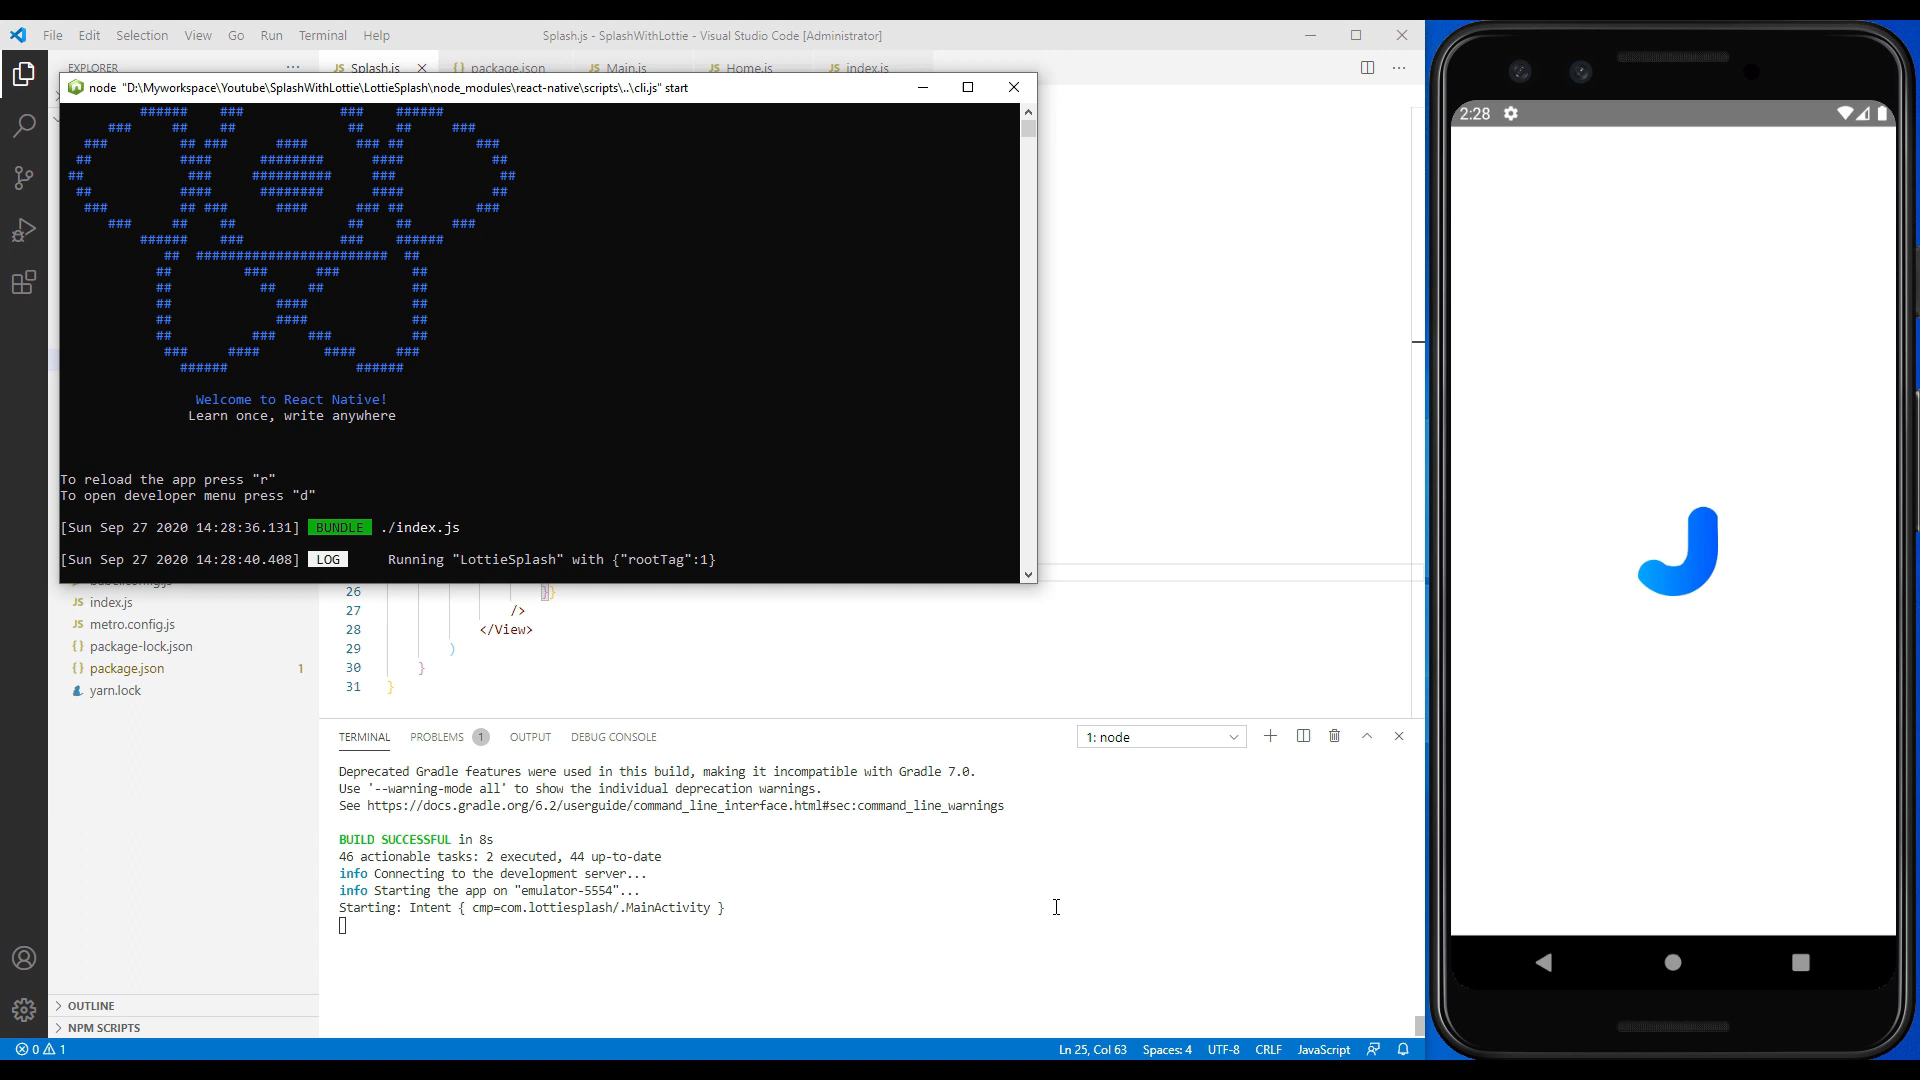 File Edit Selection View Go Run Terminal Help
Splash.js - SplashWithLottie - Visual Studio Code [Administrator]
EXPLORER
Splash.js
package.json
Main.js
Home.js
index.js
node "D:\Myworkspace\Youtube\SplashWithLottie\LottieSplash\node_modules\react-native\scripts\..\cli.js" start
Welcome to React Native!
Learn once, write anywhere
To reload the app press "r"
To open developer menu press "d"
[Sun Sep 27 2020 14:28:36.131] BUNDLE ./index.js
[Sun Sep 27 2020 14:28:40.408] LOG Running "LottieSplash" with {"rootTag":1}
JS index.js
JS metro.config.js
{} package-lock.json
{} package.json 1
yarn.lock
26 }}
27 />
28 </View>
29 )
30 }
31 }
TERMINAL PROBLEMS 1 OUTPUT DEBUG CONSOLE
1: node
Deprecated Gradle features were used in this build, making it incompatible with Gradle 7.0.
Use '--warning-mode all' to show the individual deprecation warnings.
See https://docs.gradle.org/6.2/userguide/command_line_interface.html#sec:command_line_warnings
BUILD SUCCESSFUL in 8s
46 actionable tasks: 2 executed, 44 up-to-date
info Connecting to the development server...
info Starting the app on "emulator-5554"...
Starting: Intent { cmp=com.lottiesplash/.MainActivity }
OUTLINE
NPM SCRIPTS
0 1
Ln 25, Col 63 Spaces: 4 UTF-8 CRLF JavaScript
2:28